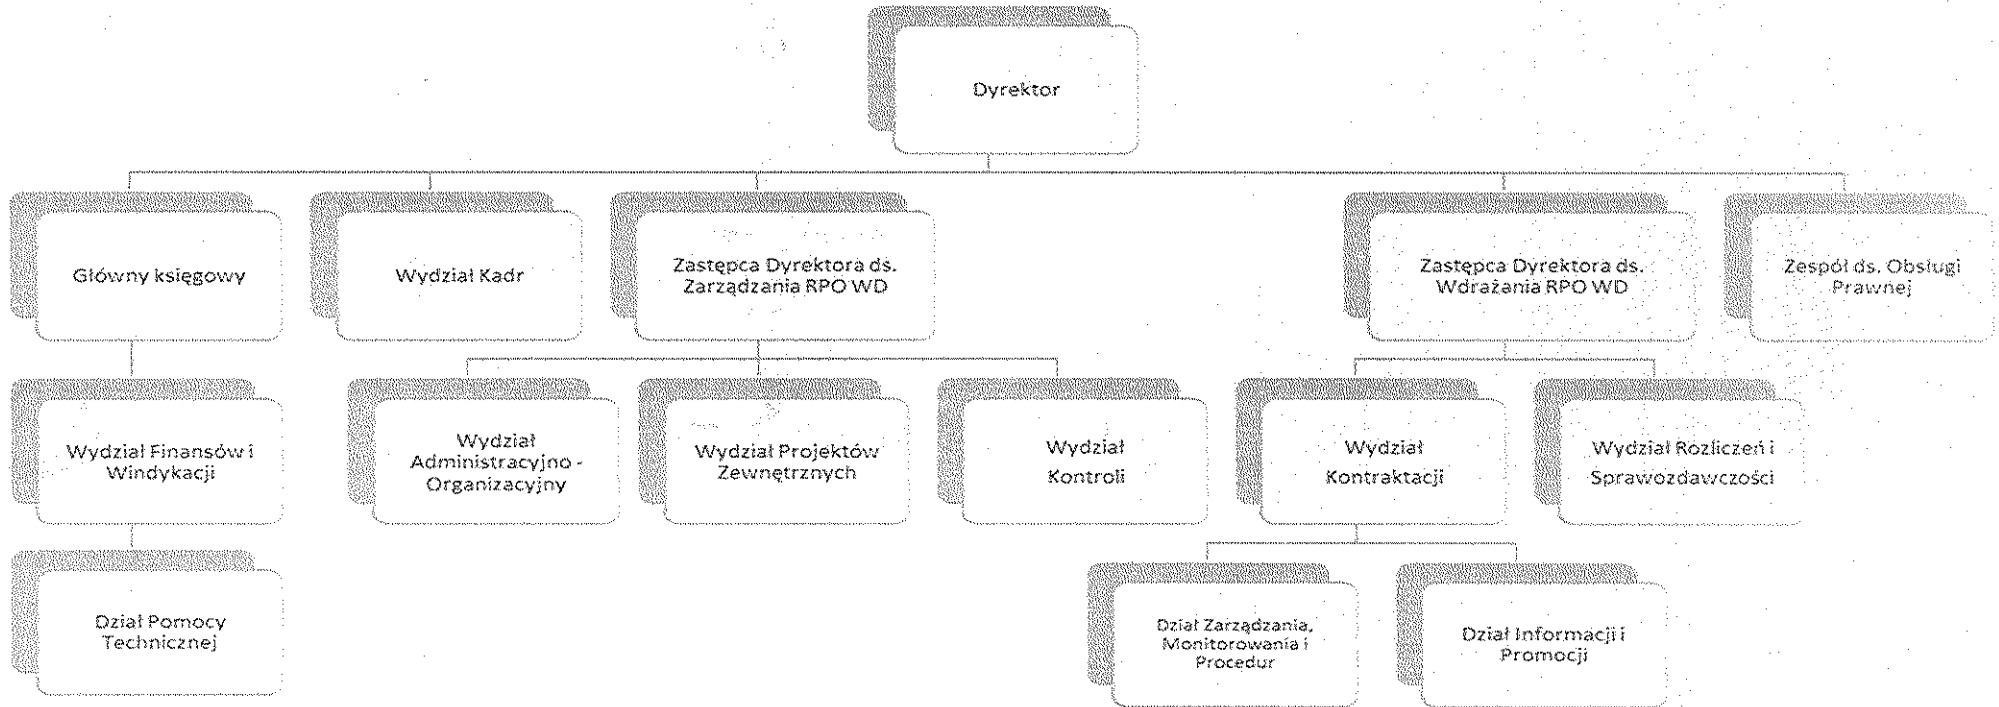 Dyrektor
Główny księgowy
Wydział Kadr
Zastępca Dyrektora ds.
Zarządzania RPO WD
Zastępca Dyrektora ds.
Wdrażania RPO WD
Zespół ds. Obsługi
Prawnej
Wydział Finansów i
Windykacji
Wydział
Administracyjno -
Organizacyjny
Wydział Projektów
Zewnętrznych
Wydział
Kontroli
Wydział
Kontraktacji
Wydział Rozliczeń i
Sprawozdawczości
Dział Pomocy
Technicznej
Dział Zarządzania,
Monitorowania i
Procedur
Dział Informacji i
Promocji